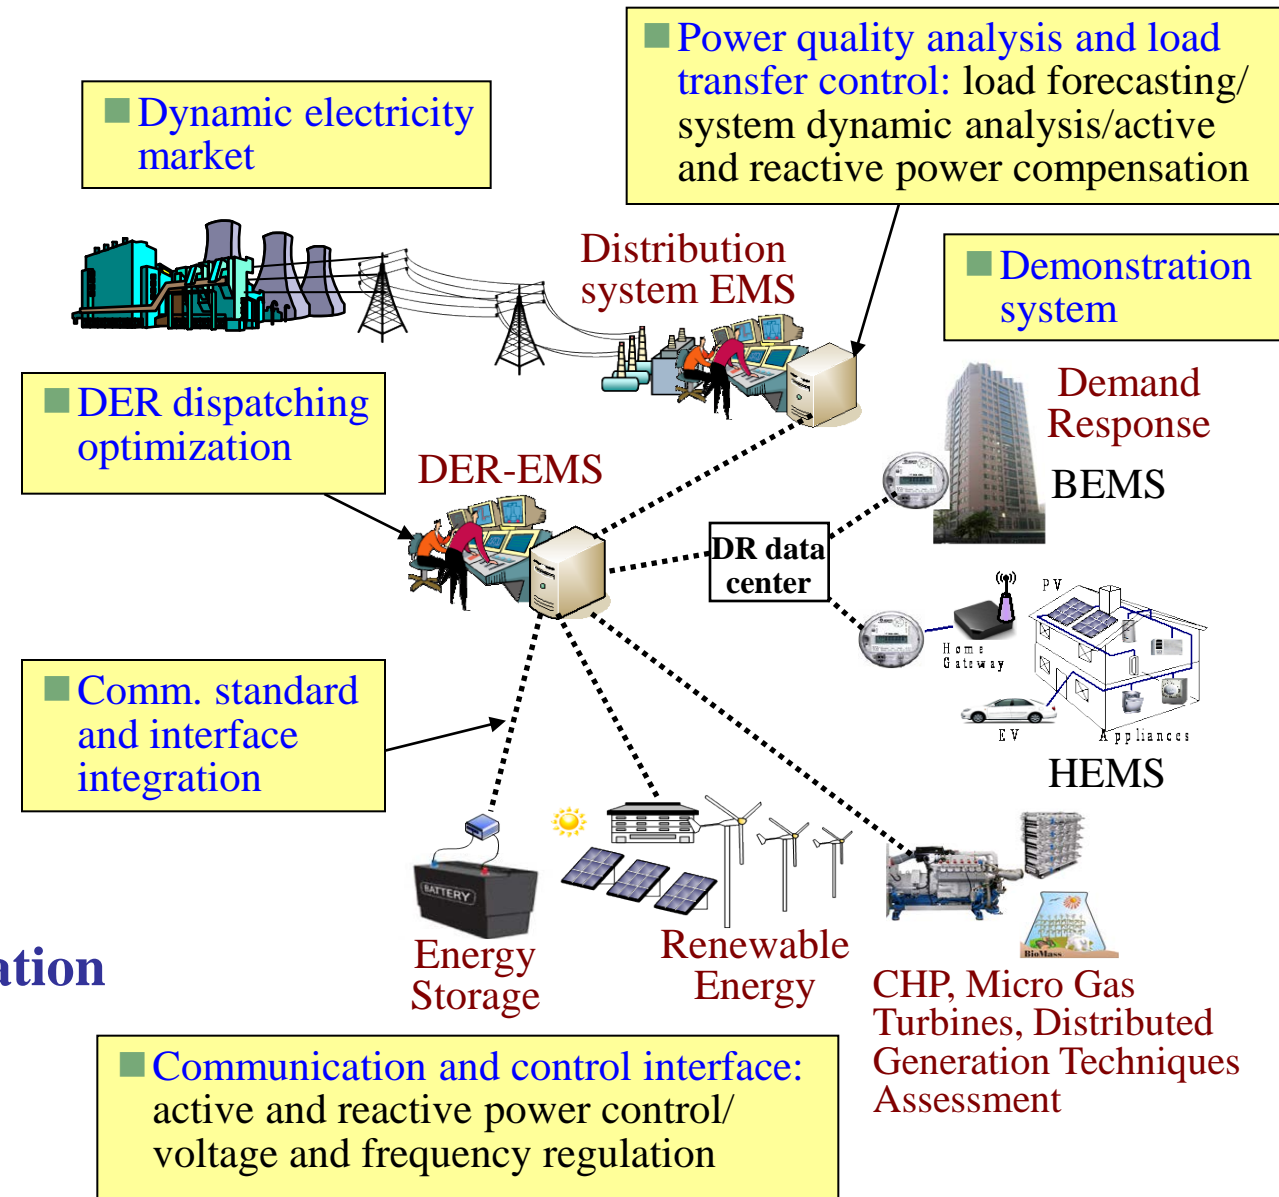 Power quality analysis and load
transfer control: load forecasting/
system dynamic analysis/active
and reactive power compensation
Dynamic electricity
market
Distribution
system EMS
Demonstration
system
DER dispatching
optimization
DER-EMS
Demand
Response
BEMS
DR data
center
PV
Home
Gateway
EV
Appliances
HEMS
Comm. standard
and interface
integration
BATTERY
Energy
Storage
Renewable
Energy
BioMass
CHP, Micro Gas
Turbines, Distributed
Generation Techniques
Assessment
ation
Communication and control interface:
active and reactive power control/
voltage and frequency regulation